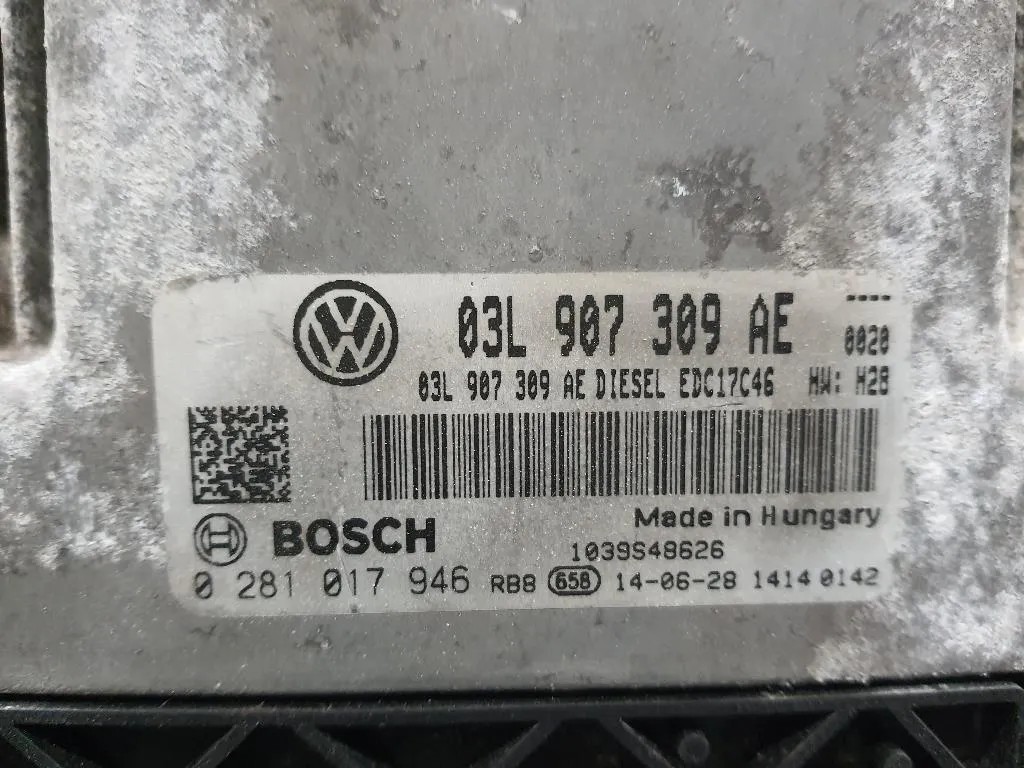 03L 907 309 AE ----
0020
03L 907 309 AE DIESEL EDC17C46 HW: H28
BOSCH
Made in Hungary
1039S48626
0 281 017 946 RB8 658 14-06-28 1414 0142